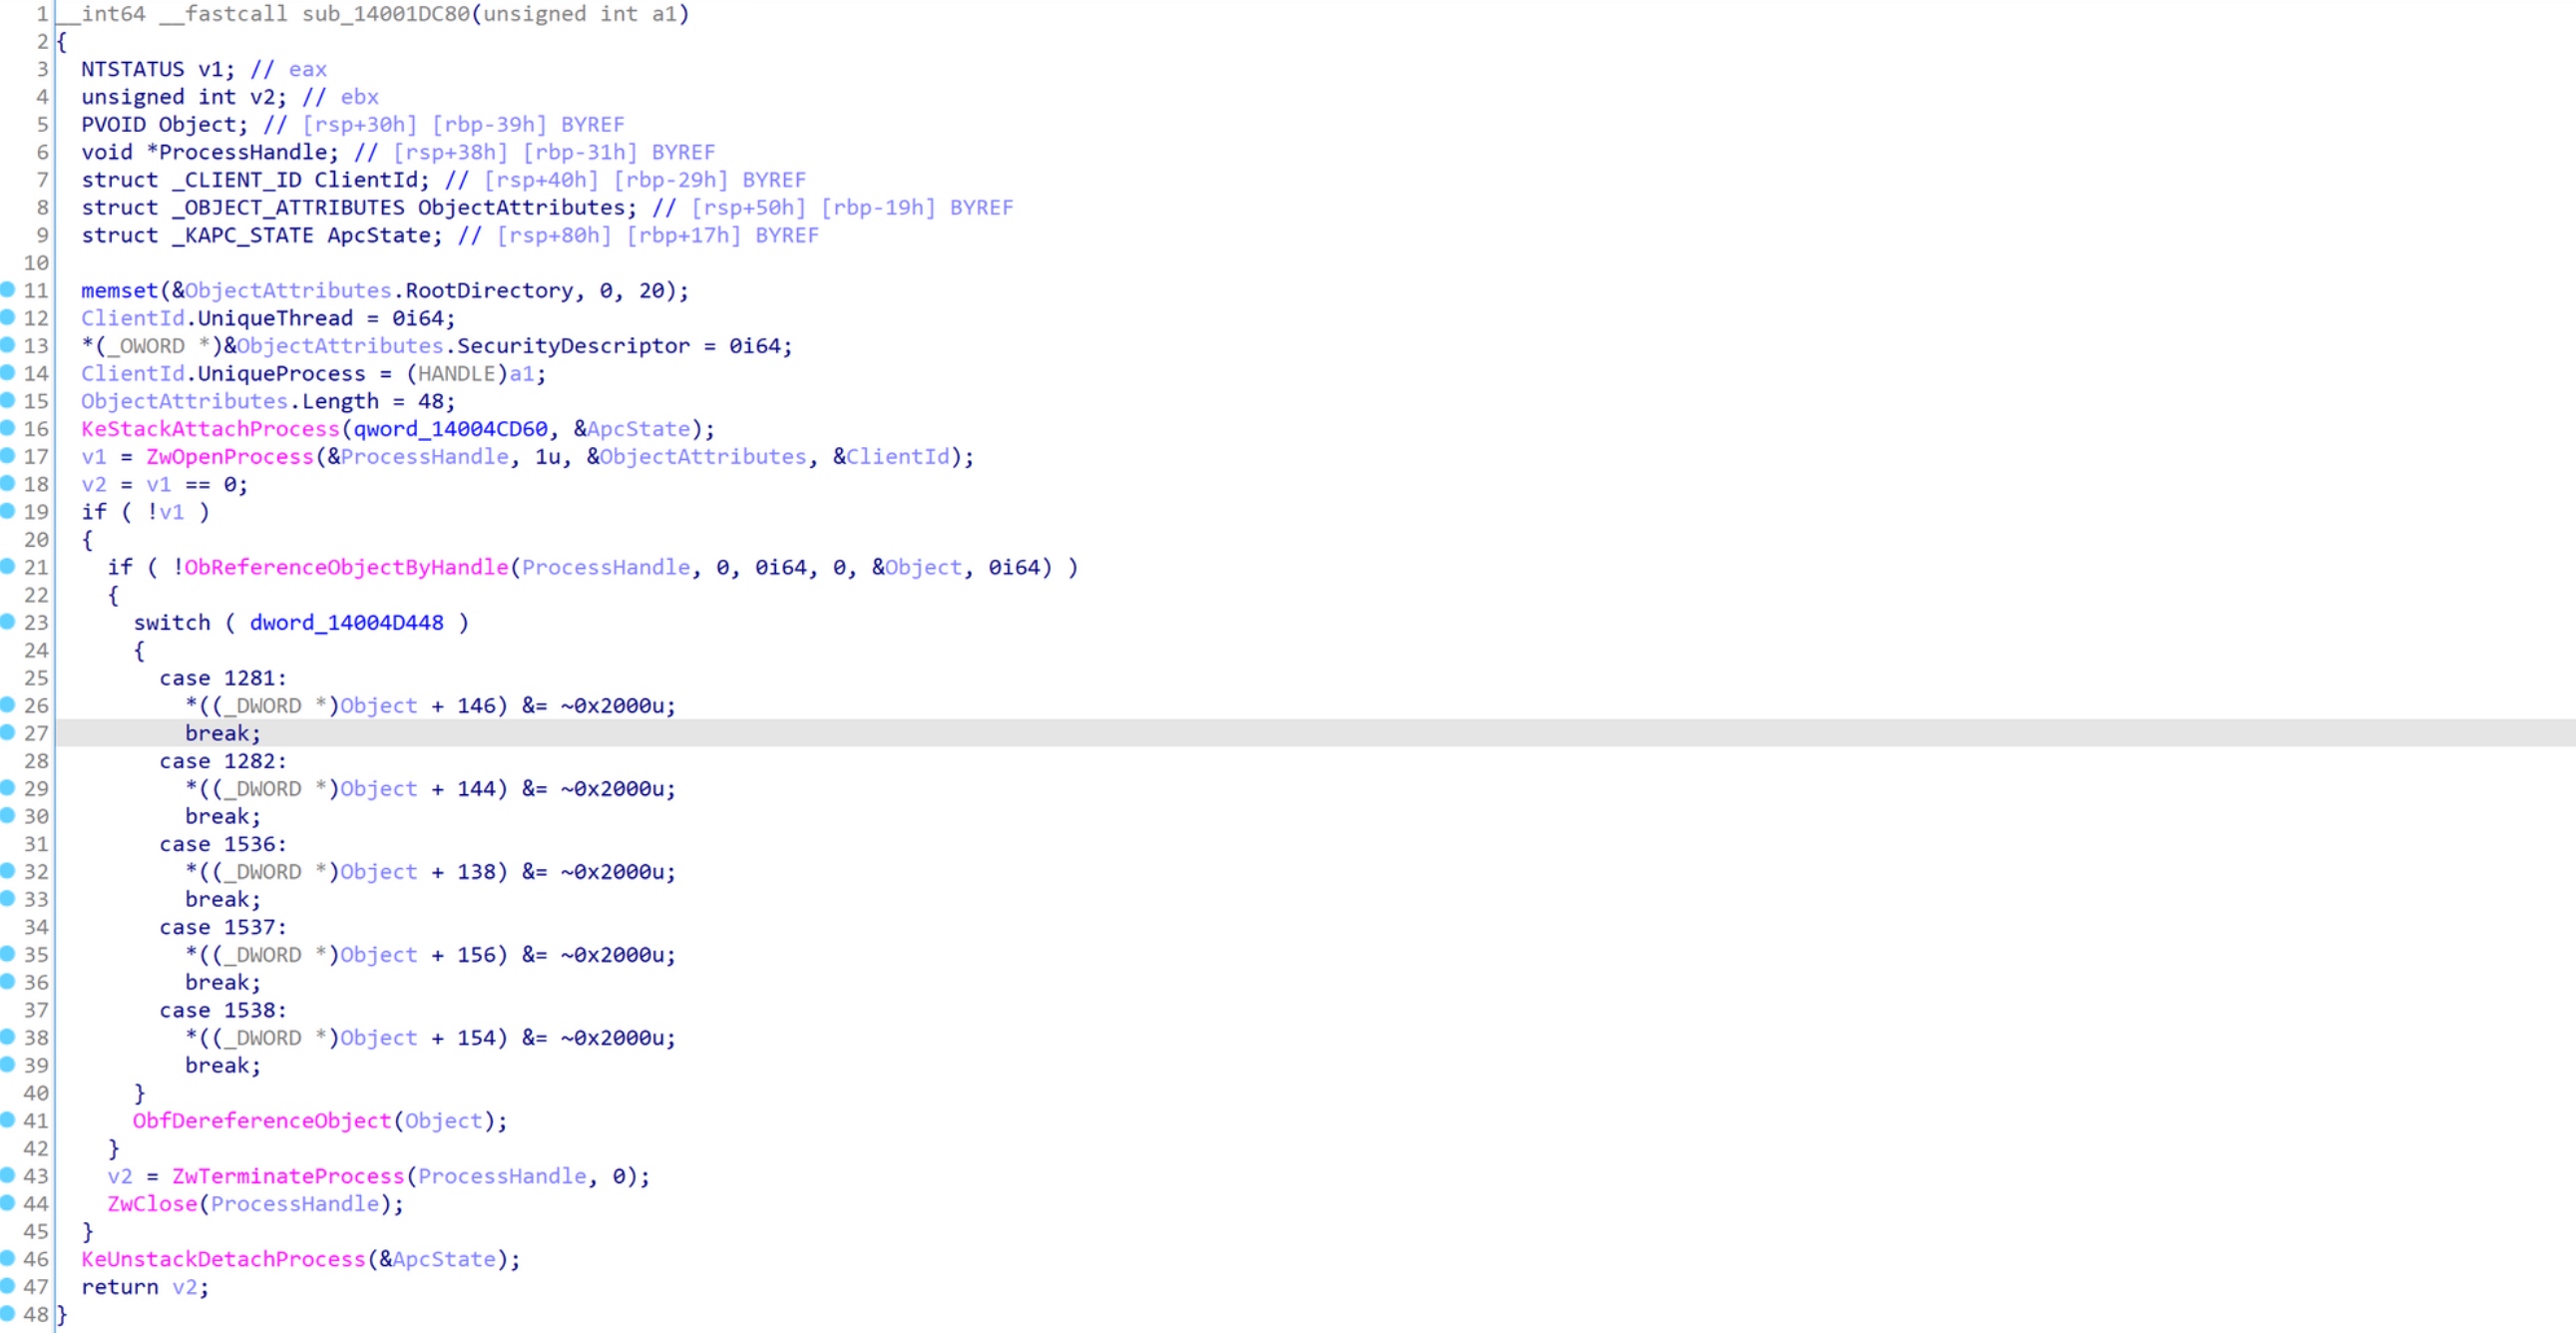 1 __int64 __fastcall sub_14001DC80(unsigned int a1)
2 {
3   NTSTATUS v1; // eax
4   unsigned int v2; // ebx
5   PVOID Object; // [rsp+30h] [rbp-39h] BYREF
6   void *ProcessHandle; // [rsp+38h] [rbp-31h] BYREF
7   struct _CLIENT_ID ClientId; // [rsp+40h] [rbp-29h] BYREF
8   struct _OBJECT_ATTRIBUTES ObjectAttributes; // [rsp+50h] [rbp-19h] BYREF
9   struct _KAPC_STATE ApcState; // [rsp+80h] [rbp+17h] BYREF
10
11   memset(&ObjectAttributes.RootDirectory, 0, 20);
12   ClientId.UniqueThread = 0i64;
13   *(_OWORD *)&ObjectAttributes.SecurityDescriptor = 0i64;
14   ClientId.UniqueProcess = (HANDLE)a1;
15   ObjectAttributes.Length = 48;
16   KeStackAttachProcess(qword_14004CD60, &ApcState);
17   v1 = ZwOpenProcess(&ProcessHandle, 1u, &ObjectAttributes, &ClientId);
18   v2 = v1 == 0;
19   if ( !v1 )
20   {
21     if ( !ObReferenceObjectByHandle(ProcessHandle, 0, 0i64, 0, &Object, 0i64) )
22     {
23       switch ( dword_14004D448 )
24       {
25         case 1281:
26           *((_DWORD *)Object + 146) &= ~0x2000u;
27           break;
28         case 1282:
29           *((_DWORD *)Object + 144) &= ~0x2000u;
30           break;
31         case 1536:
32           *((_DWORD *)Object + 138) &= ~0x2000u;
33           break;
34         case 1537:
35           *((_DWORD *)Object + 156) &= ~0x2000u;
36           break;
37         case 1538:
38           *((_DWORD *)Object + 154) &= ~0x2000u;
39           break;
40       }
41       ObfDereferenceObject(Object);
42     }
43     v2 = ZwTerminateProcess(ProcessHandle, 0);
44     ZwClose(ProcessHandle);
45   }
46   KeUnstackDetachProcess(&ApcState);
47   return v2;
48 }